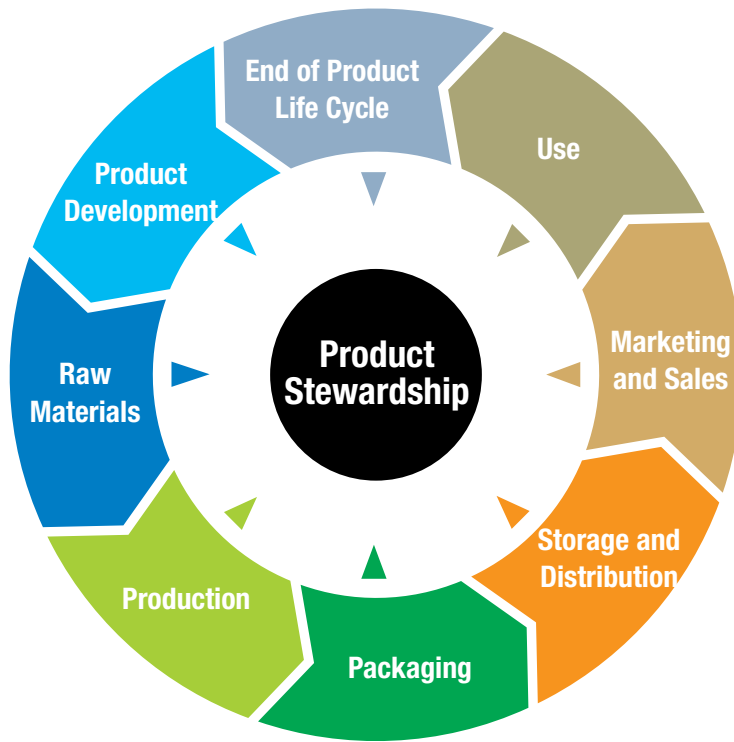 End of Product
Life Cycle
Use
Marketing
and Sales
Storage and
Distribution
Packaging
Production
Raw
Materials
Product
Development
Product
Stewardship